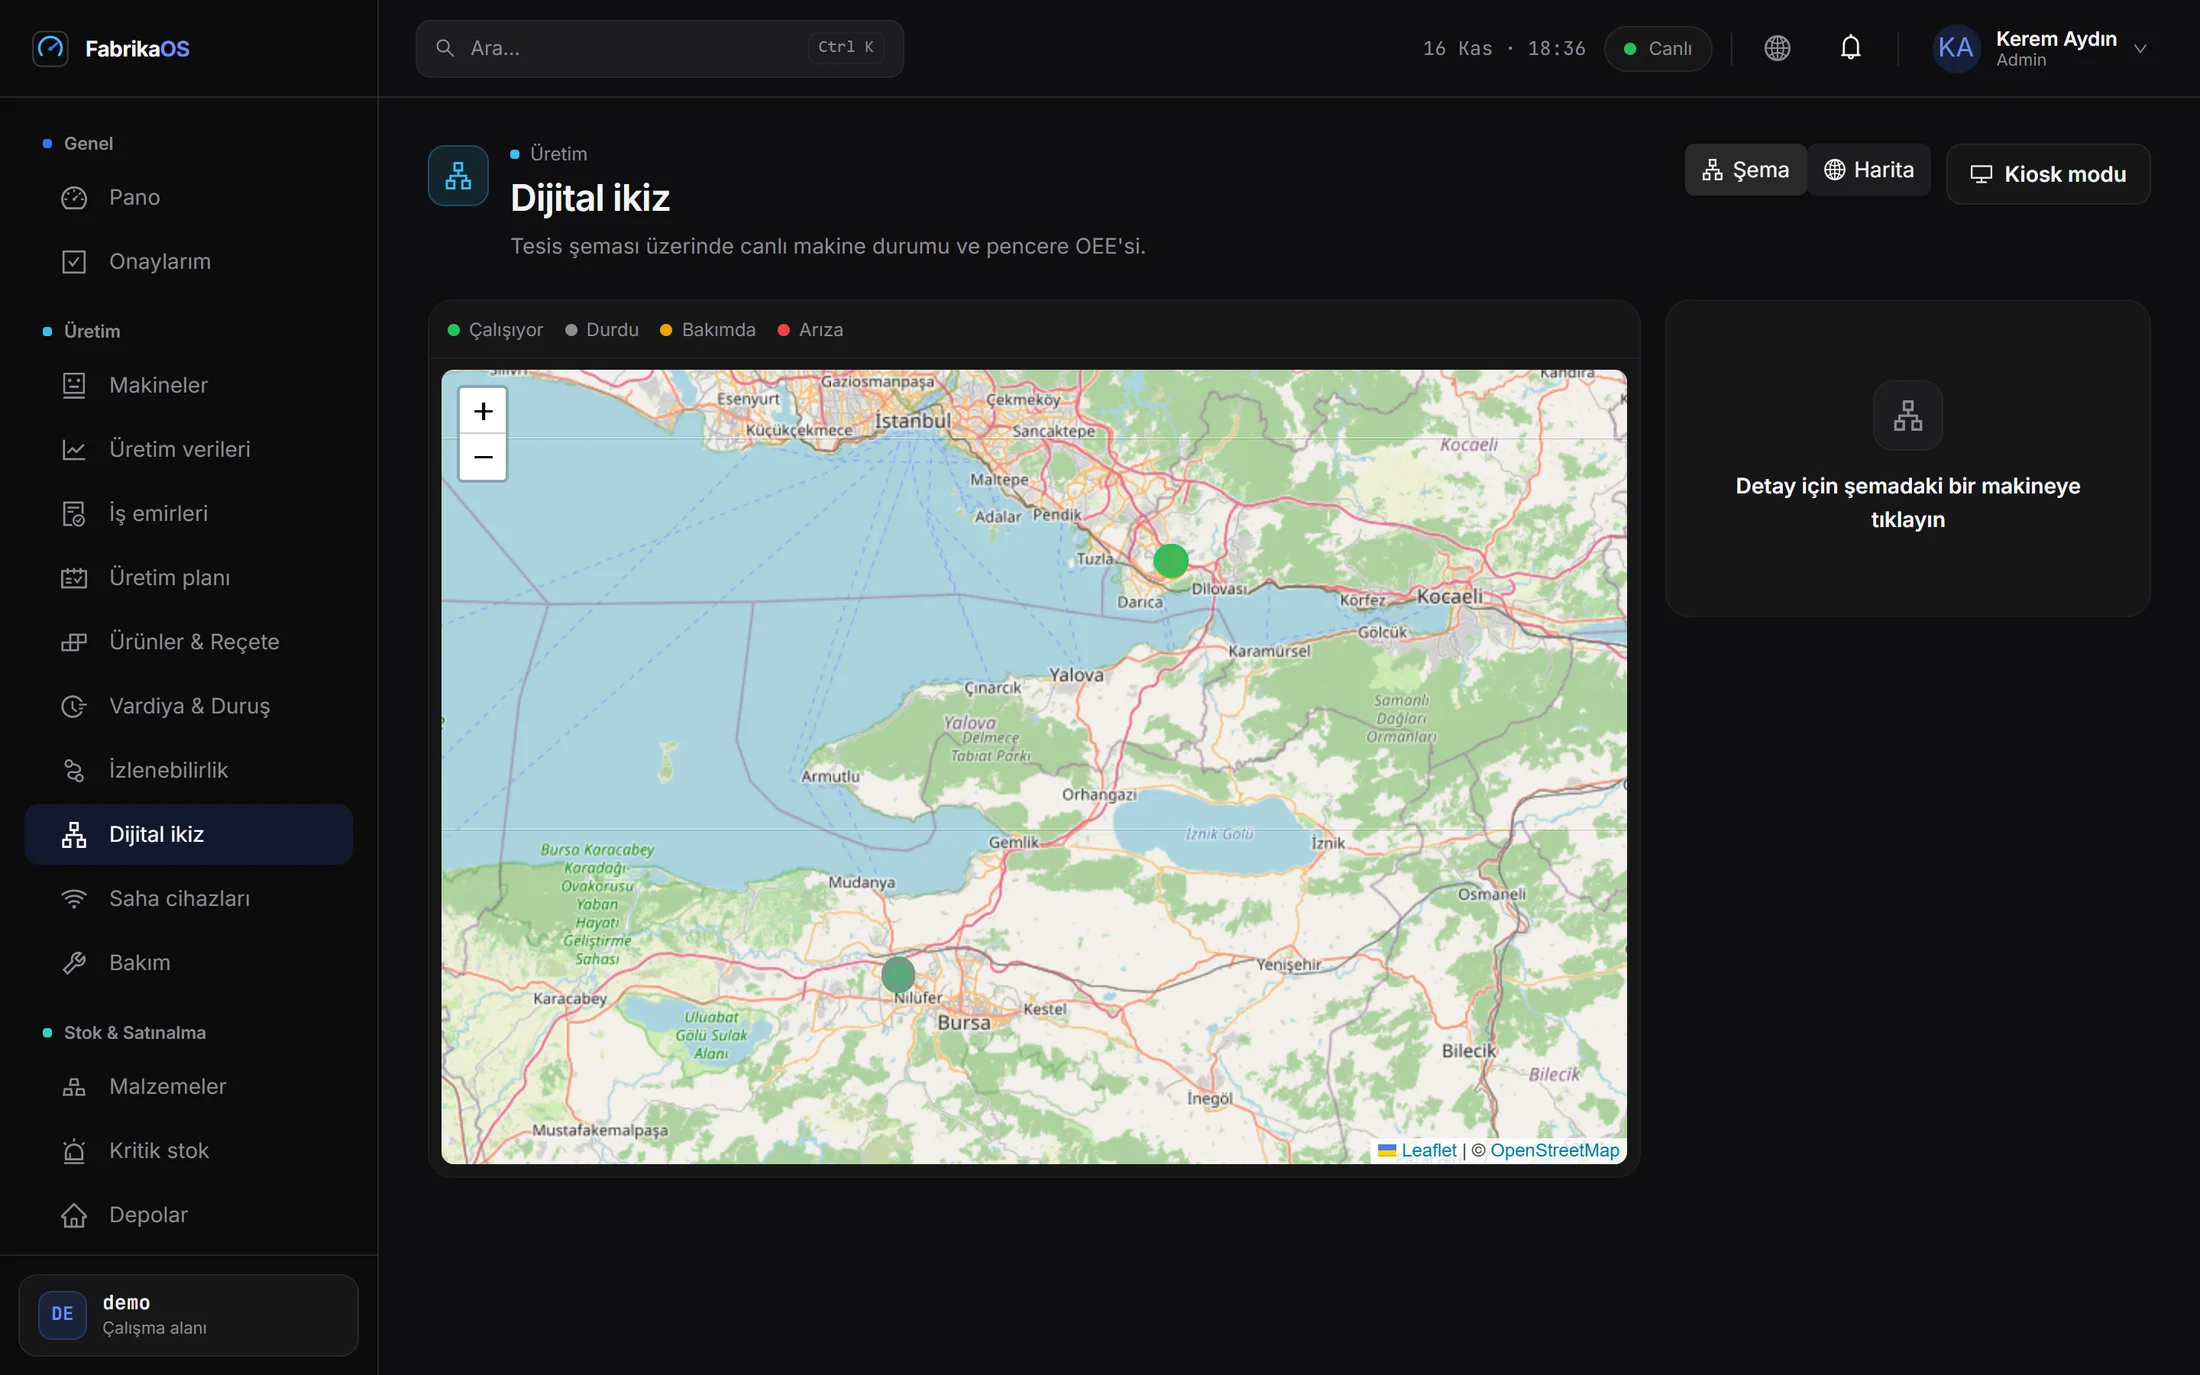 FabrikaOS
Ara...
Ctrl K
16 Kas · 18:36
Canlı
KA
Kerem Aydın
Admin
Genel
Pano
Onaylarım
Üretim
Makineler
Üretim verileri
İş emirleri
Üretim planı
Ürünler & Reçete
Vardiya & Duruş
İzlenebilirlik
Dijital ikiz
Saha cihazları
Bakım
Stok & Satınalma
Malzemeler
Kritik stok
Depolar
DE
demo
Çalışma alanı
Üretim
Dijital ikiz
Tesis şeması üzerinde canlı makine durumu ve pencere OEE'si.
Şema
Harita
Kiosk modu
Çalışıyor
Durdu
Bakımda
Arıza
+
−
Silivri
Gaziosmanpaşa
Kandıra
Esenyurt
Çekmeköy
İstanbul
Küçükçekmece
Sancaktepe
Kocaeli
Maltepe
Adalar
Pendik
Tuzla
Dilovası
Darıca
Körfez
Kocaeli
Gölcük
Karamürsel
Yalova
Çınarcık
Samanlı
Dağları
Ormanları
Yalova
Delmece
Tabiat Parkı
Armutlu
Orhangazi
İznik Gölü
Gemlik
İznik
Bursa Karacabey
Karadağı-
Ovakorusu
Yaban
Hayatı
Geliştirme
Sahası
Mudanya
Osmaneli
Yenişehir
Karacabey
Nilüfer
Bursa
Kestel
Uluabat
Gölü Sulak
Alanı
Bilecik
Bilecik
İnegöl
Mustafakemalpaşa
Leaflet | © OpenStreetMap
Detay için şemadaki bir makineye
tıklayın